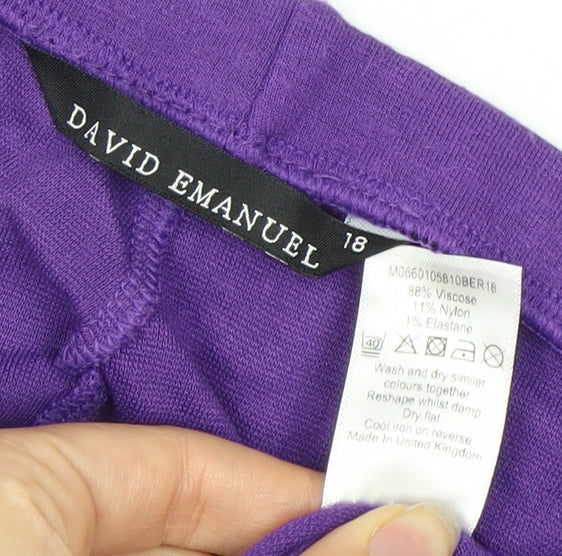 DAVID EMANUEL
18
M0660105810BER18
88% Viscose
11% Nylon
1% Elastane
40
Wash and dry similar
colours together
Reshape whilst damp
Dry flat
Cool iron on reverse
Made In United Kingdom